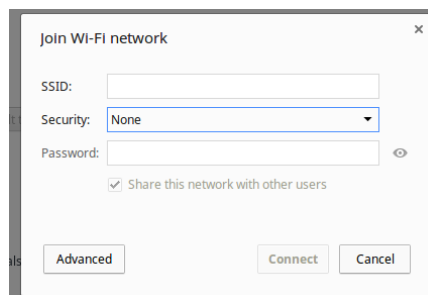 Join Wi-Fi network
SSID:
Security: None
Password:
Share this network with other users
Advanced Connect Cancel